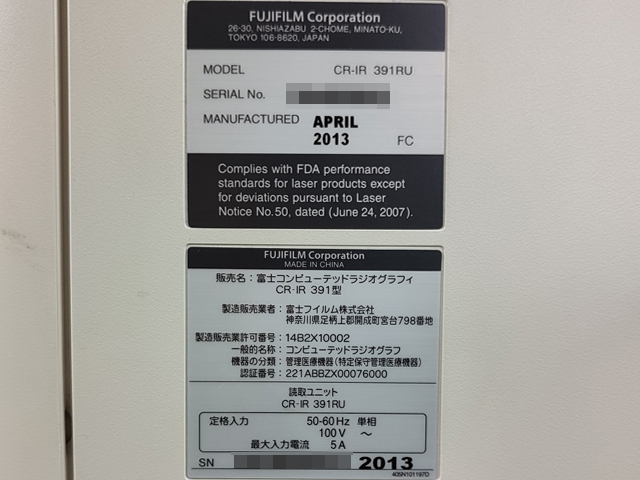 FUJIFILM Corporation
26-30, NISHIAZABU 2-CHOME, MINATO-KU,
TOKYO 106-8620, JAPAN
MODEL CR-IR 391RU
SERIAL No.
MANUFACTURED APRIL
2013 FC
Complies with FDA performance
standards for laser products except
for deviations pursuant to Laser
Notice No.50, dated (June 24, 2007).
FUJIFILM Corporation
MADE IN CHINA
販売名：富士コンピューテッドラジオグラフィ
CR-IR 391型
製造販売業者：富士フイルム株式会社
神奈川県足柄上郡開成町宮台798番地
製造販売業許可番号：14B2X10002
一般的名称：コンピューテッドラジオグラフ
機器の分類：管理医療機器(特定保守管理医療機器)
認証番号：221ABBZX00076000
読取ユニット
CR-IR 391RU
定格入力 50-60Hz 単相
100V ～
最大入力電流 5A
SN 2013
405N101197D